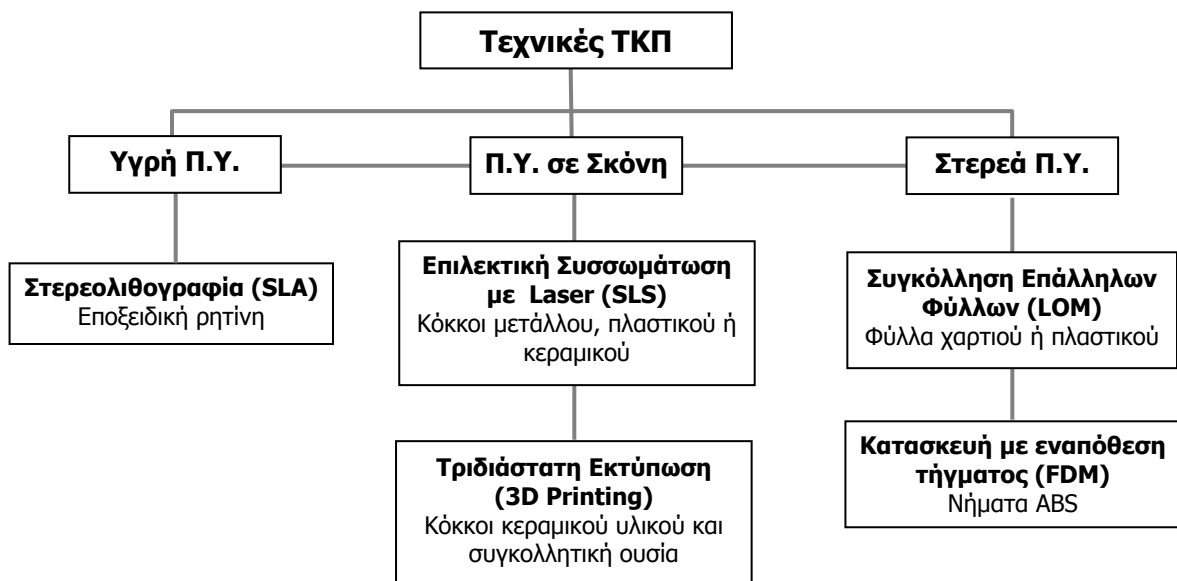 Τεχνικές ΤΚΠ
Υγρή Π.Υ.
Π.Υ. σε Σκόνη
Στερεά Π.Υ.
Στερεολιθογραφία (SLA)
Εποξειδική ρητίνη
Επιλεκτική Συσσωμάτωση
με Laser (SLS)
Κόκκοι μετάλλου, πλαστικού ή
κεραμικού
Συγκόλληση Επάλληλων
Φύλλων (LOM)
Φύλλα χαρτιού ή πλαστικού
Τριδιάστατη Εκτύπωση
(3D Printing)
Κόκκοι κεραμικού υλικού και
συγκολλητική ουσία
Κατασκευή με εναπόθεση
τήγματος (FDM)
Νήματα ABS